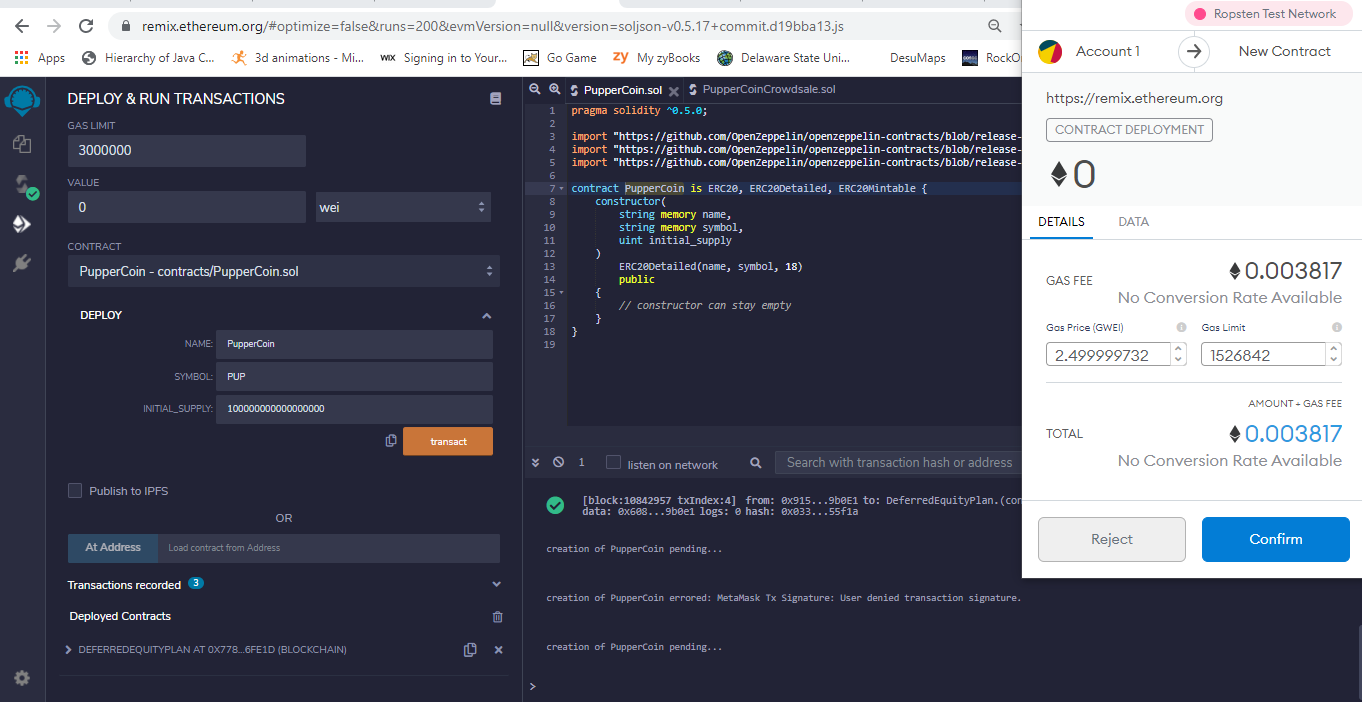 remix.ethereum.org/#optimize=false&runs=200&evmVersion=null&version=soljson-v0.5.17+commit.d19bba13.js
Apps
Hierarchy of Java C...
3d animations - Mi...
WIX Signing in to Your...
Go Game
zy My zyBooks
Delaware State Uni...
DesuMaps
RockO
DEPLOY & RUN TRANSACTIONS
GAS LIMIT
3000000
VALUE
0
wei
CONTRACT
PupperCoin - contracts/PupperCoin.sol
DEPLOY
NAME: PupperCoin
SYMBOL: PUP
INITIAL_SUPPLY: 100000000000000000
transact
Publish to IPFS
OR
At Address
Load contract from Address
Transactions recorded 3
Deployed Contracts
DEFERREDEQUITYPLAN AT 0X778...6FE1D (BLOCKCHAIN)
PupperCoin.sol
PupperCoinCrowdsale.sol
1 pragma solidity ^0.5.0;
2
3 import "https://github.com/OpenZeppelin/openzeppelin-contracts/blob/release-
4 import "https://github.com/OpenZeppelin/openzeppelin-contracts/blob/release-
5 import "https://github.com/OpenZeppelin/openzeppelin-contracts/blob/release-
6
7 contract PupperCoin is ERC20, ERC20Detailed, ERC20Mintable {
8 constructor(
9 string memory name,
10 string memory symbol,
11 uint initial_supply
12 )
13 ERC20Detailed(name, symbol, 18)
14 public
15 {
16 // constructor can stay empty
17 }
18 }
19
1
listen on network
Search with transaction hash or address
[block:10842957 txIndex:4] from: 0x915...9b0E1 to: DeferredEquityPlan.(con
data: 0x608...9b0e1 logs: 0 hash: 0x033...55f1a
creation of PupperCoin pending...
creation of PupperCoin errored: MetaMask Tx Signature: User denied transaction signature.
creation of PupperCoin pending...
>
Ropsten Test Network
Account 1
New Contract
https://remix.ethereum.org
CONTRACT DEPLOYMENT
0
DETAILS
DATA
GAS FEE
0.003817
No Conversion Rate Available
Gas Price (GWEI)
Gas Limit
2.499999732
1526842
AMOUNT + GAS FEE
TOTAL
0.003817
No Conversion Rate Available
Reject
Confirm